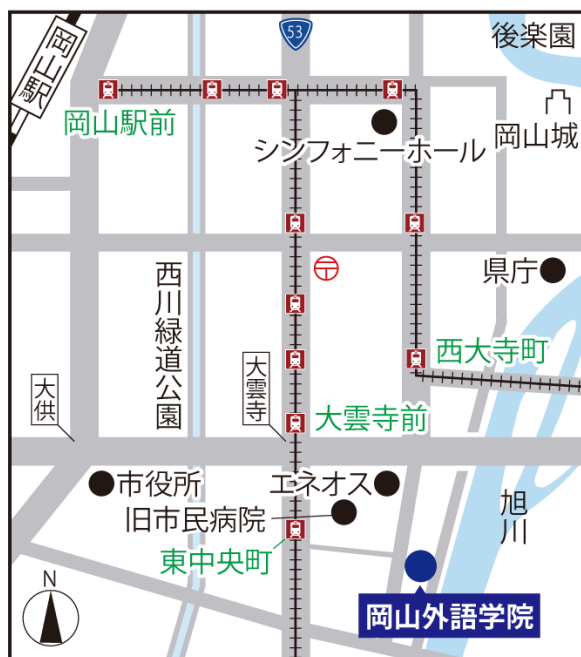 53
後楽園
岡山駅
岡山駅前
岡山城
シンフォニーホール
〒
県庁
西川緑道公園
西大寺町
大供
大雲寺
大雲寺前
市役所
エネオス
旧市民病院
旭川
東中央町
N
岡山外語学院